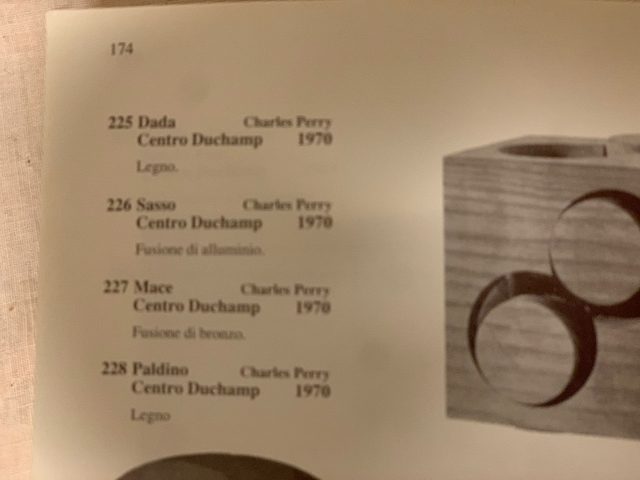 174
225 Dada Charles Perry
Centro Duchamp 1970
Legno.
226 Sasso Charles Perry
Centro Duchamp 1970
Fusione di alluminio.
227 Mace Charles Perry
Centro Duchamp 1970
Fusione di bronzo.
228 Paldino Charles Perry
Centro Duchamp 1970
Legno